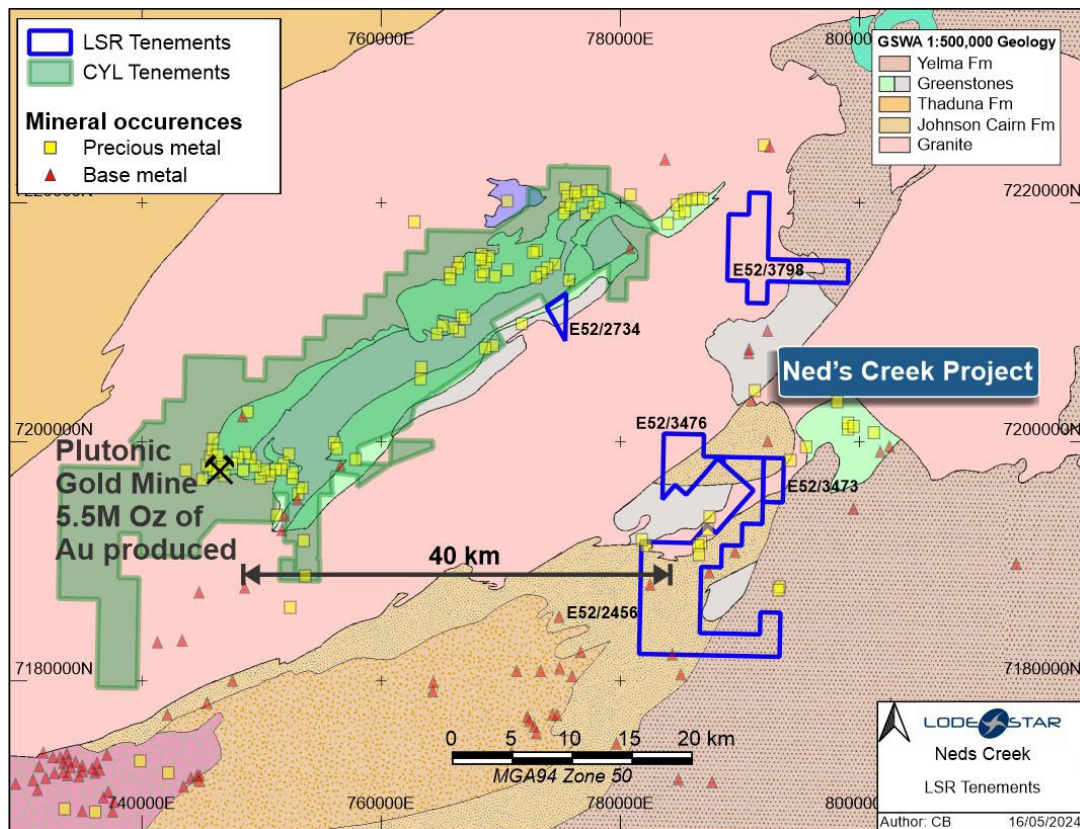 LSR Tenements
CYL Tenements
Mineral occurences
Precious metal
Base metal
760000E
780000E
GSWA 1:500,000 Geology
Yelma Fm
Greenstones
Thaduna Fm
Johnson Cairn Fm
Granite
7220000N
7220000N
E52/3798
E52/2734
Ned's Creek Project
E52/3476
7200000N
7200000N
E52/3473
Plutonic
Gold Mine
5.5M Oz of
Au produced
40 km
E52/2456
7180000N
7180000N
0 5 10 15 20 km
MGA94 Zone 50
740000E
760000E
780000E
LODESTAR
Neds Creek
LSR Tenements
Author: CB 16/05/2024